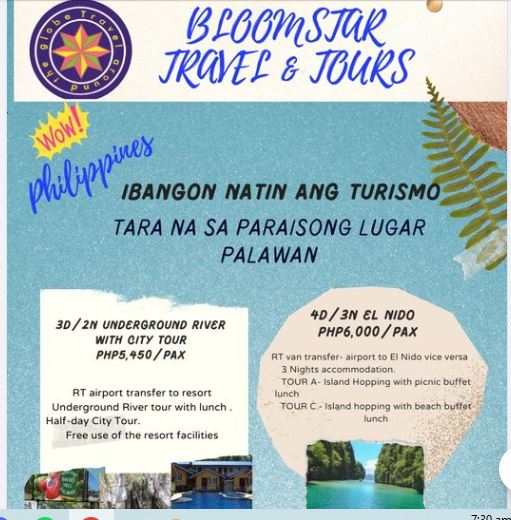 the globe Travel around
BLOOMSTAR
TRAVEL & TOURS
WOW!
Philippines
IBANGON NATIN ANG TURISMO
TARA NA SA PARAISONG LUGAR
PALAWAN
3D/2N UNDERGROUND RIVER
WITH CITY TOUR
PHP5,450/PAX
RT airport transfer to resort
Underground River tour with lunch .
Half-day City Tour.
Free use of the resort facilities
4D/3N EL NIDO
PHP6,000/PAX
RT van transfer- airport to El Nido vice versa
3 Nights accommodation.
TOUR A- Island Hopping with picnic buffet
lunch
TOUR C - Island hopping with beach buffet
lunch
7:30 am